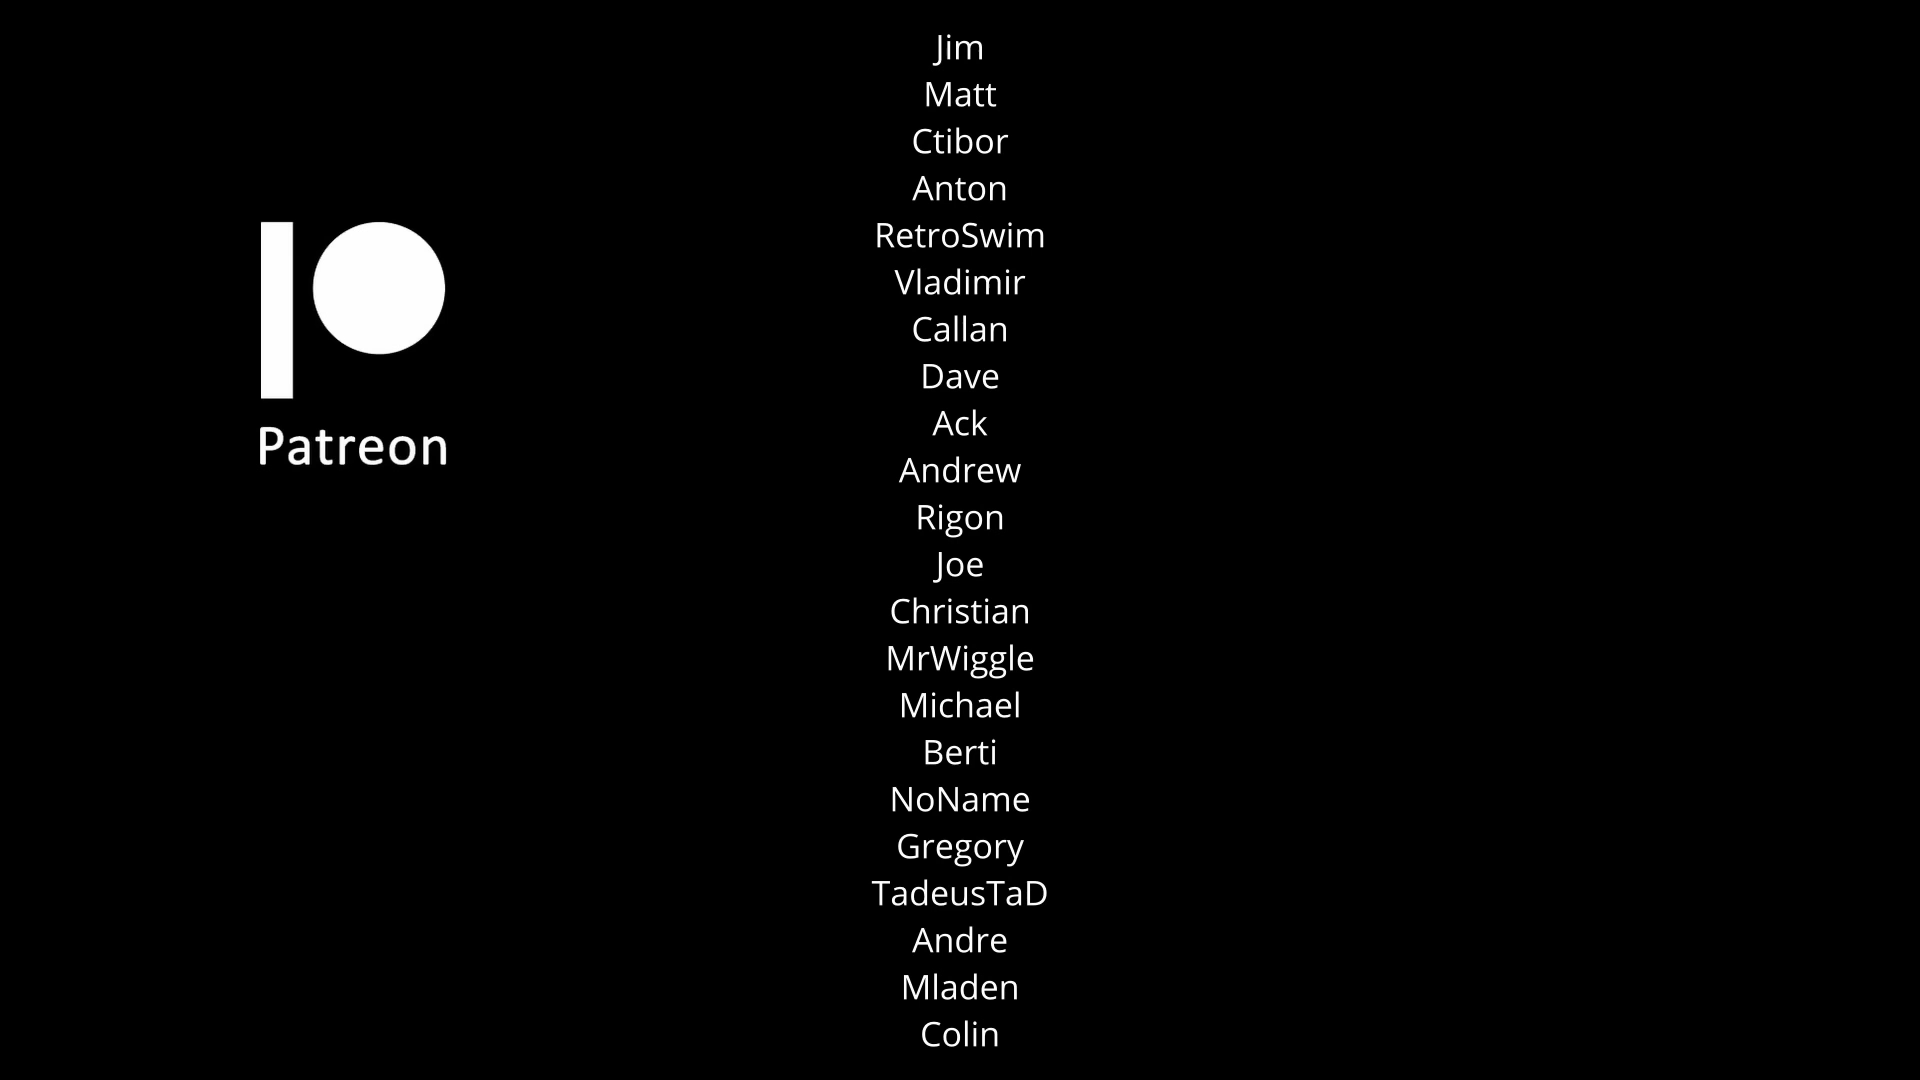 Patreon
Jim
Matt
Ctibor
Anton
RetroSwim
Vladimir
Callan
Dave
Ack
Andrew
Rigon
Joe
Christian
MrWiggle
Michael
Berti
NoName
Gregory
TadeusTaD
Andre
Mladen
Colin